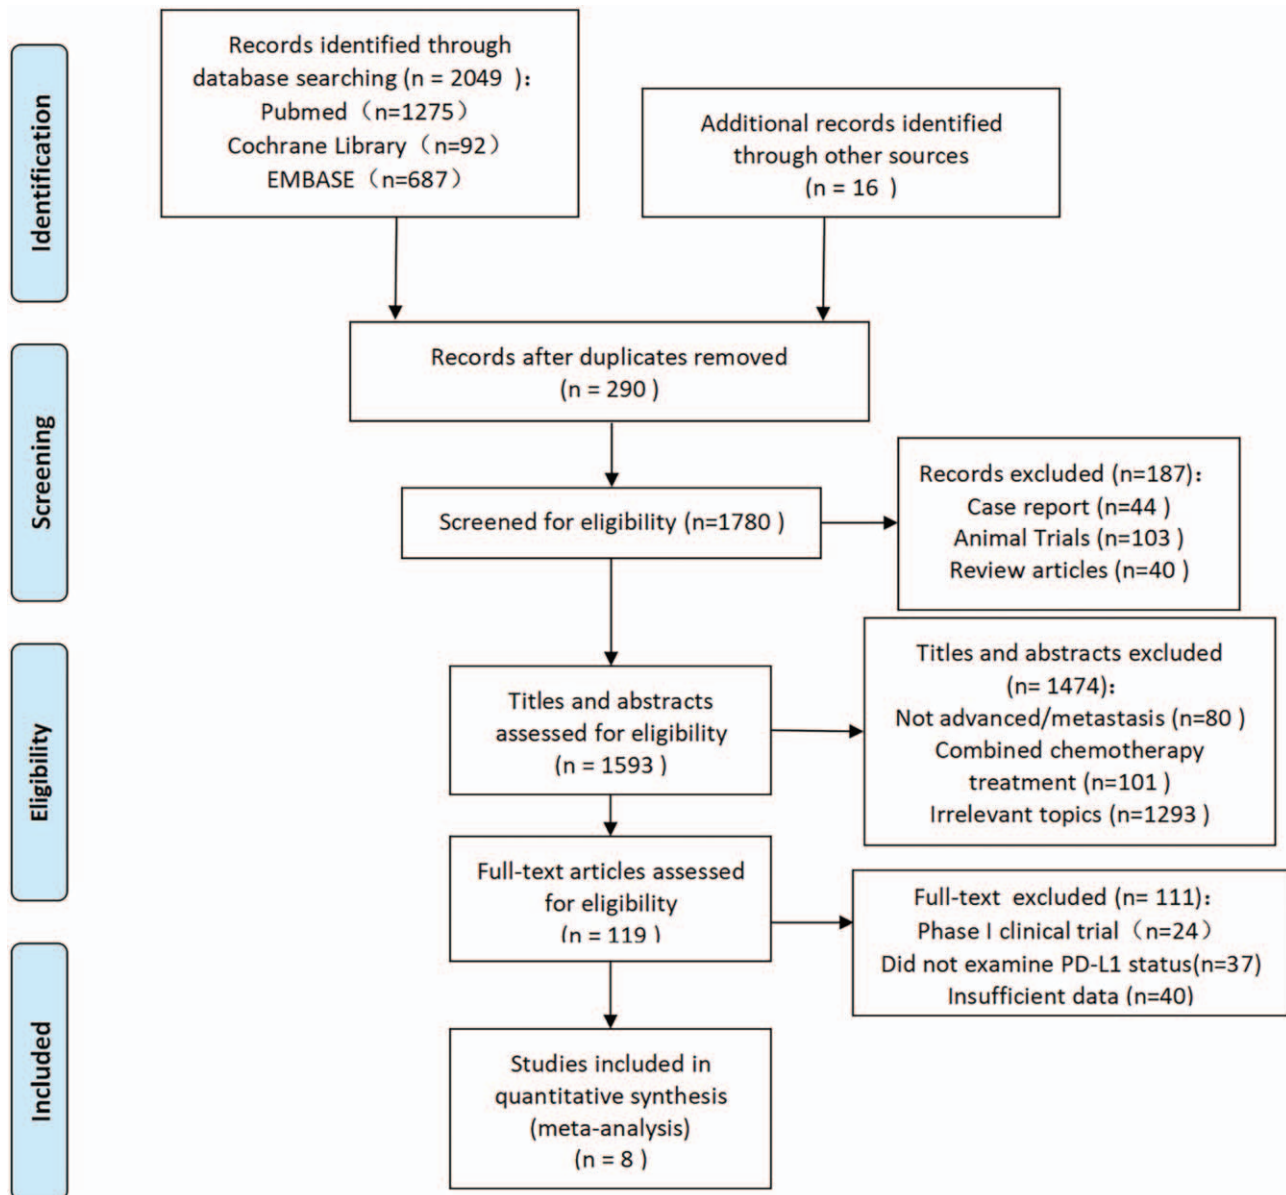 Identification
Records identified through
database searching (n = 2049 ):
Pubmed（n=1275）
Cochrane Library（n=92）
EMBASE（n=687）
Additional records identified
through other sources
(n = 16 )
Screening
Records after duplicates removed
(n = 290 )
Screened for eligibility (n=1780 )
Records excluded (n=187):
Case report (n=44 )
Animal Trials (n=103 )
Review articles (n=40 )
Eligibility
Titles and abstracts
assessed for eligibility
(n = 1593 )
Titles and abstracts excluded
(n= 1474):
Not advanced/metastasis (n=80 )
Combined chemotherapy
treatment (n=101 )
Irrelevant topics (n=1293 )
Full-text articles assessed
for eligibility
(n = 119 )
Full-text excluded (n= 111):
Phase I clinical trial（n=24）
Did not examine PD-L1 status(n=37)
Insufficient data (n=40)
Included
Studies included in
quantitative synthesis
(meta-analysis)
(n = 8 )